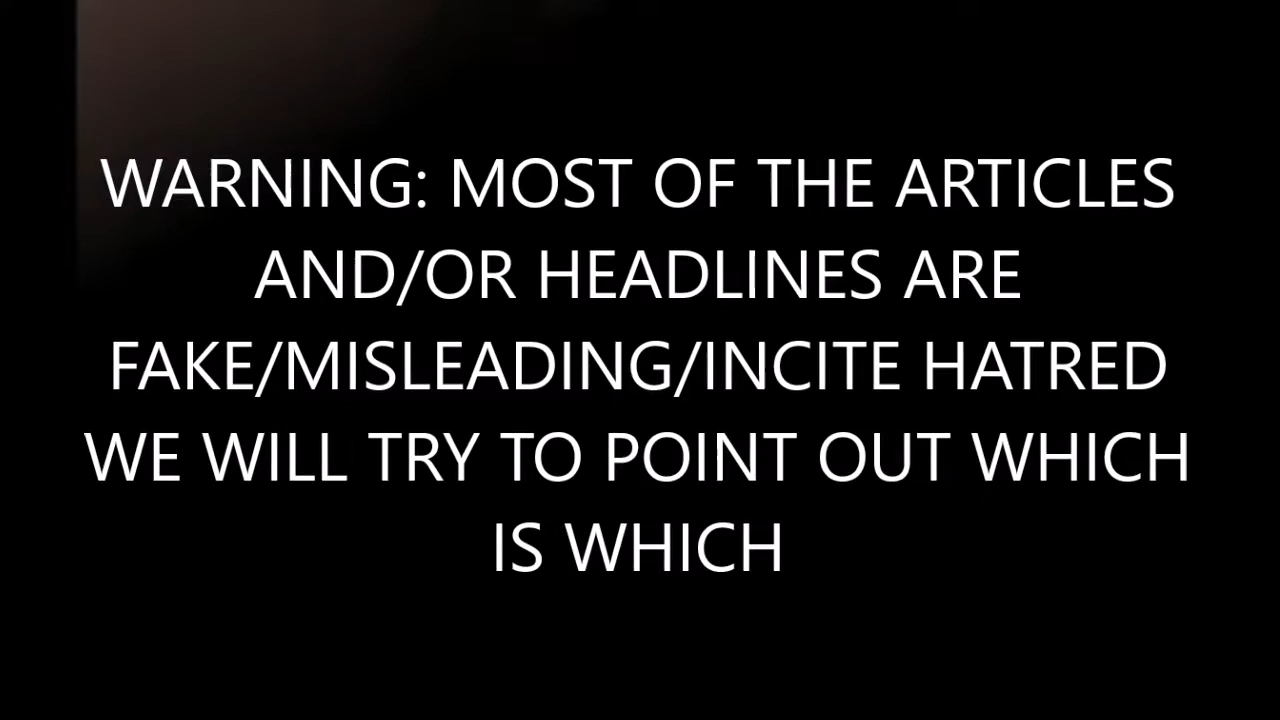 WARNING: MOST OF THE ARTICLES
AND/OR HEADLINES ARE
FAKE/MISLEADING/INCITE HATRED
WE WILL TRY TO POINT OUT WHICH
IS WHICH